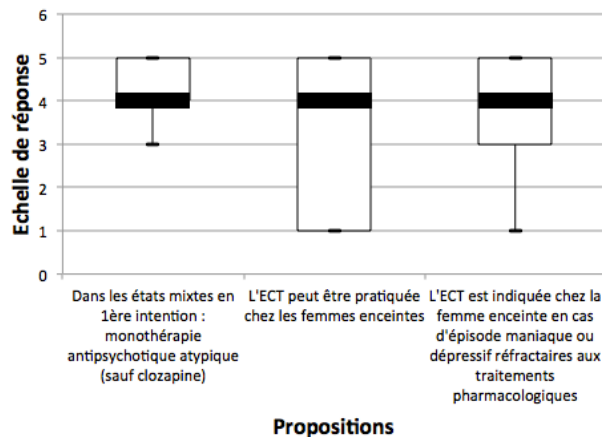 Echelle de réponse
6
5
4
3
2
1
0
Dans les états mixtes en
1ère intention :
monothérapie
antipsychotique atypique
(sauf clozapine)
L'ECT peut être pratiquée
chez les femmes enceintes
L'ECT est indiquée chez la
femme enceinte en cas
d'épisode maniaque ou
dépressif réfractaires aux
traitements
pharmacologiques
Propositions